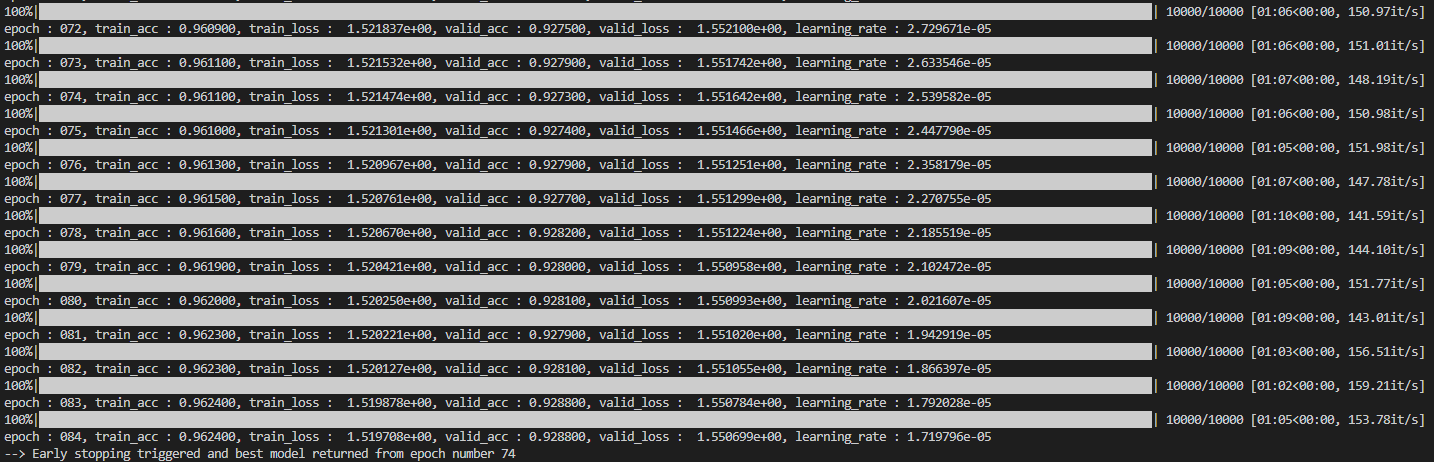 100%| | 10000/10000 [01:06<00:00, 150.97it/s]
epoch : 072, train_acc : 0.960900, train_loss :  1.521837e+00, valid_acc : 0.927500, valid_loss :  1.552100e+00, learning_rate : 2.729671e-05
100%| | 10000/10000 [01:06<00:00, 151.01it/s]
epoch : 073, train_acc : 0.961100, train_loss :  1.521532e+00, valid_acc : 0.927900, valid_loss :  1.551742e+00, learning_rate : 2.633546e-05
100%| | 10000/10000 [01:07<00:00, 148.19it/s]
epoch : 074, train_acc : 0.961100, train_loss :  1.521474e+00, valid_acc : 0.927300, valid_loss :  1.551642e+00, learning_rate : 2.539582e-05
100%| | 10000/10000 [01:06<00:00, 150.98it/s]
epoch : 075, train_acc : 0.961000, train_loss :  1.521301e+00, valid_acc : 0.927400, valid_loss :  1.551466e+00, learning_rate : 2.447790e-05
100%| | 10000/10000 [01:05<00:00, 151.98it/s]
epoch : 076, train_acc : 0.961300, train_loss :  1.520967e+00, valid_acc : 0.927900, valid_loss :  1.551251e+00, learning_rate : 2.358179e-05
100%| | 10000/10000 [01:07<00:00, 147.78it/s]
epoch : 077, train_acc : 0.961500, train_loss :  1.520761e+00, valid_acc : 0.927700, valid_loss :  1.551299e+00, learning_rate : 2.270755e-05
100%| | 10000/10000 [01:10<00:00, 141.59it/s]
epoch : 078, train_acc : 0.961600, train_loss :  1.520670e+00, valid_acc : 0.928200, valid_loss :  1.551224e+00, learning_rate : 2.185519e-05
100%| | 10000/10000 [01:09<00:00, 144.10it/s]
epoch : 079, train_acc : 0.961900, train_loss :  1.520421e+00, valid_acc : 0.928000, valid_loss :  1.550958e+00, learning_rate : 2.102472e-05
100%| | 10000/10000 [01:05<00:00, 151.77it/s]
epoch : 080, train_acc : 0.962000, train_loss :  1.520250e+00, valid_acc : 0.928100, valid_loss :  1.550993e+00, learning_rate : 2.021607e-05
100%| | 10000/10000 [01:09<00:00, 143.01it/s]
epoch : 081, train_acc : 0.962300, train_loss :  1.520221e+00, valid_acc : 0.927900, valid_loss :  1.551020e+00, learning_rate : 1.942919e-05
100%| | 10000/10000 [01:03<00:00, 156.51it/s]
epoch : 082, train_acc : 0.962300, train_loss :  1.520127e+00, valid_acc : 0.928100, valid_loss :  1.551055e+00, learning_rate : 1.866397e-05
100%| | 10000/10000 [01:02<00:00, 159.21it/s]
epoch : 083, train_acc : 0.962400, train_loss :  1.519878e+00, valid_acc : 0.928800, valid_loss :  1.550784e+00, learning_rate : 1.792028e-05
100%| | 10000/10000 [01:05<00:00, 153.78it/s]
epoch : 084, train_acc : 0.962400, train_loss :  1.519708e+00, valid_acc : 0.928800, valid_loss :  1.550699e+00, learning_rate : 1.719796e-05
--> Early stopping triggered and best model returned from epoch number 74